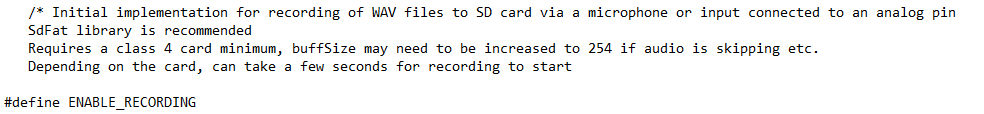 /* Initial implementation for recording of WAV files to SD card via a microphone or input connected to an analog pin
SdFat library is recommended
Requires a class 4 card minimum, buffSize may need to be increased to 254 if audio is skipping etc.
Depending on the card, can take a few seconds for recording to start
#define ENABLE_RECORDING